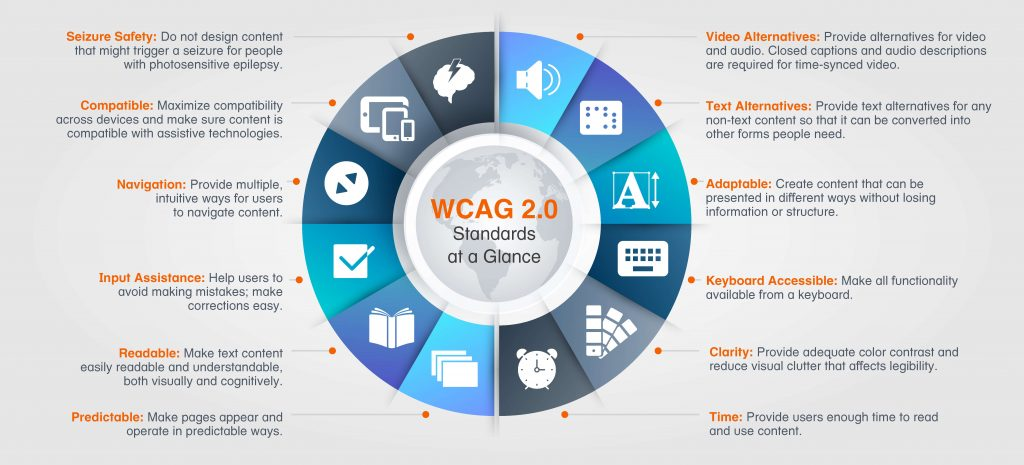 Seizure Safety: Do not design content
that might trigger a seizure for people
with photosensitive epilepsy.
Compatible: Maximize compatibility
across devices and make sure content is
compatible with assistive technologies.
Navigation: Provide multiple,
intuitive ways for users
to navigate content.
Input Assistance: Help users to
avoid making mistakes; make
corrections easy.
Readable: Make text content
easily readable and understandable,
both visually and cognitively.
Predictable: Make pages appear and
operate in predictable ways.
WCAG 2.0
Standards
at a Glance
A
Video Alternatives: Provide alternatives for video
and audio. Closed captions and audio descriptions
are required for time-synced video.
Text Alternatives: Provide text alternatives for any
non-text content so that it can be converted into
other forms people need.
Adaptable: Create content that can be
presented in different ways without losing
information or structure.
Keyboard Accessible: Make all functionality
available from a keyboard.
Clarity: Provide adequate color contrast and
reduce visual clutter that affects legibility.
Time: Provide users enough time to read
and use content.